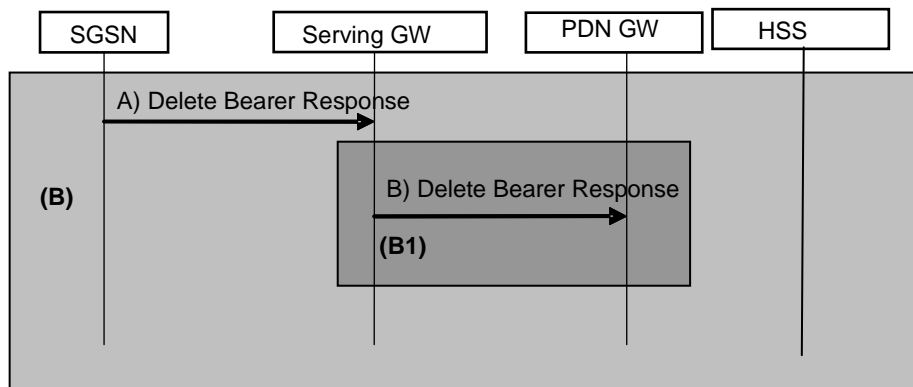 SGSN
Serving GW
PDN GW
HSS
A) Delete Bearer Response
(B)
B) Delete Bearer Response
(B1)